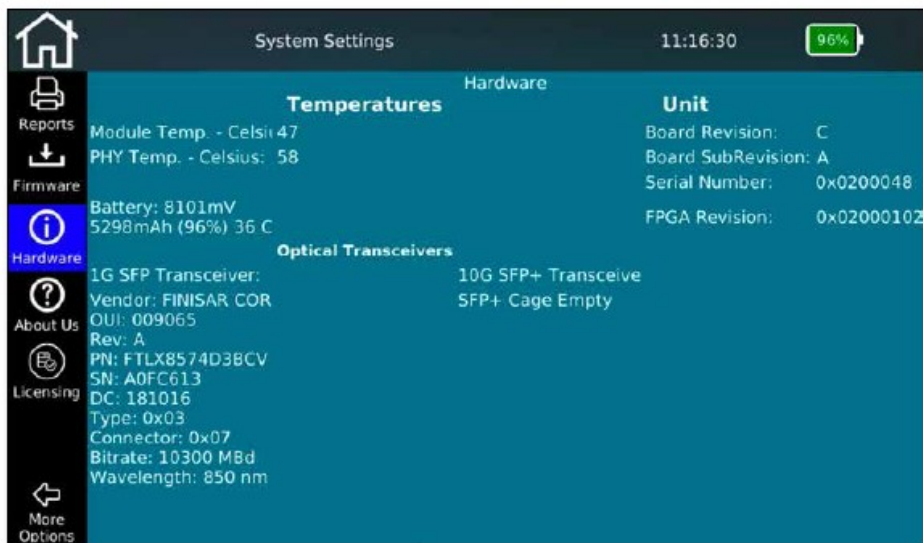 System Settings
11:16:30
96%
Reports
Firmware
Hardware
About Us
Licensing
More
Options
Hardware
Temperatures
Module Temp. - Celsi 47
PHY Temp. - Celsius: 58
Battery: 8101mV
5298mAh (96%) 36 C
Unit
Board Revision: C
Board SubRevision: A
Serial Number: 0x0200048
FPGA Revision: 0x02000102
Optical Transceivers
1G SFP Transceiver:
Vendor: FINISAR COR
OUI: 009065
Rev: A
PN: FTLX8574D3BCV
SN: A0FC613
DC: 181016
Type: 0x03
Connector: 0x07
Bitrate: 10300 MBd
Wavelength: 850 nm
10G SFP+ Transceive
SFP+ Cage Empty